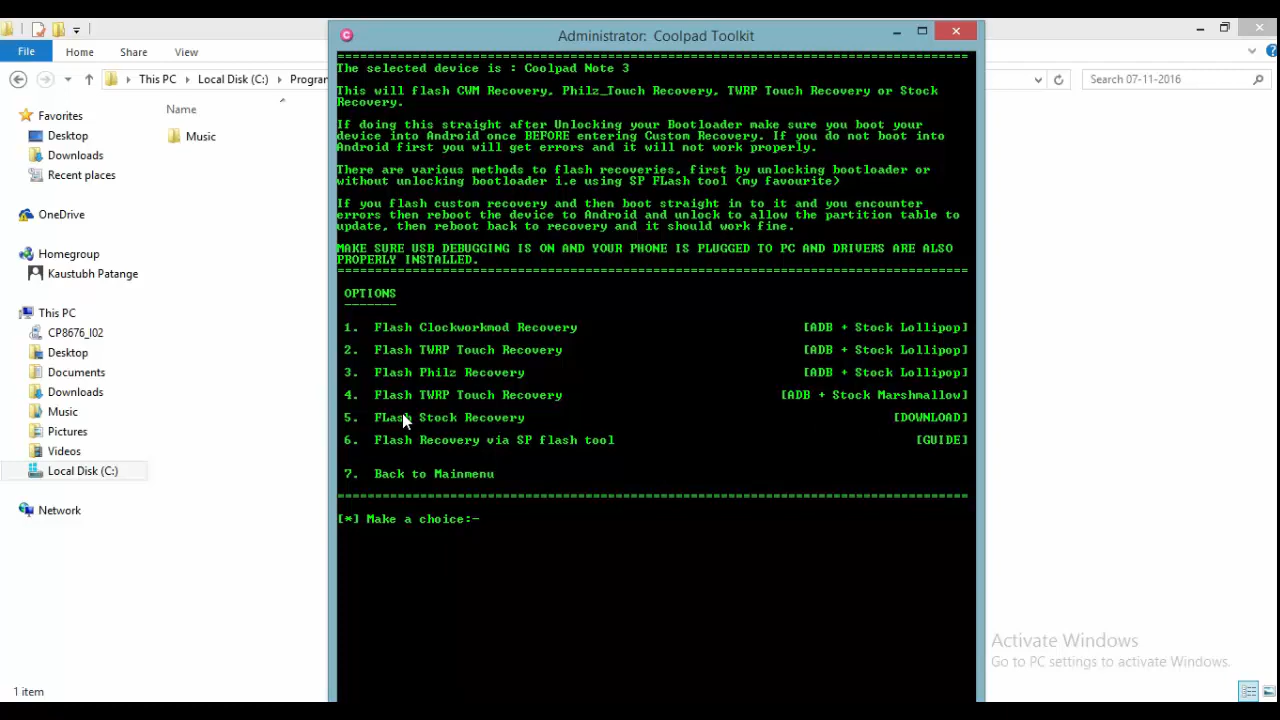 Administrator: Coolpad Toolkit
File
Home
Share
View
This PC
Local Disk (C:)
Program
Search 07-11-2016
Name
Music
Favorites
Desktop
Downloads
Recent places
OneDrive
Homegroup
Kaustubh Patange
This PC
CP8676_I02
Desktop
Documents
Downloads
Music
Pictures
Videos
Local Disk (C:)
Network
1 item
The selected device is : Coolpad Note 3
This will flash CWM Recovery, Philz_Touch Recovery, TWRP Touch Recovery or Stock
Recovery.
If doing this straight after Unlocking your Bootloader make sure you boot your
device into Android once BEFORE entering Custom Recovery. If you do not boot into
Android first you will get errors and it will not work properly.
There are various methods to flash recoveries, first by unlocking bootloader or
without unlocking bootloader i.e using SP FLash tool (my favourite)
If you flash custom recovery and then boot straight in to it and you encounter
errors then reboot the device to Android and unlock to allow the partition table to
update, then reboot back to recovery and it should work fine.
MAKE SURE USB DEBUGGING IS ON AND YOUR PHONE IS PLUGGED TO PC AND DRIVERS ARE ALSO
PROPERLY INSTALLED.
OPTIONS
1. Flash Clockworkmod Recovery [ADB + Stock Lollipop]
2. Flash TWRP Touch Recovery [ADB + Stock Lollipop]
3. Flash Philz Recovery [ADB + Stock Lollipop]
4. Flash TWRP Touch Recovery [ADB + Stock Marshmallow]
5. FLash Stock Recovery [DOWNLOAD]
6. Flash Recovery via SP flash tool [GUIDE]
7. Back to Mainmenu
[*] Make a choice:-
Activate Windows
Go to PC settings to activate Windows.